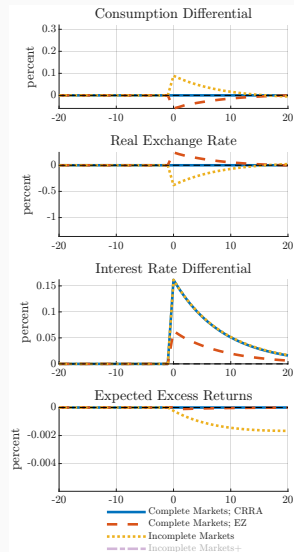 Consumption Differential
0.3
0.2
0.1
0
percent
-20 -10 0 10 20
Real Exchange Rate
0
-0.5
-1
percent
-20 -10 0 10 20
Interest Rate Differential
0.15
0.1
0.05
0
percent
-20 -10 0 10 20
Expected Excess Returns
0
-0.002
-0.004
percent
-20 -10 0 10 20
Complete Markets; CRRA
Complete Markets; EZ
Incomplete Markets
Incomplete Markets+